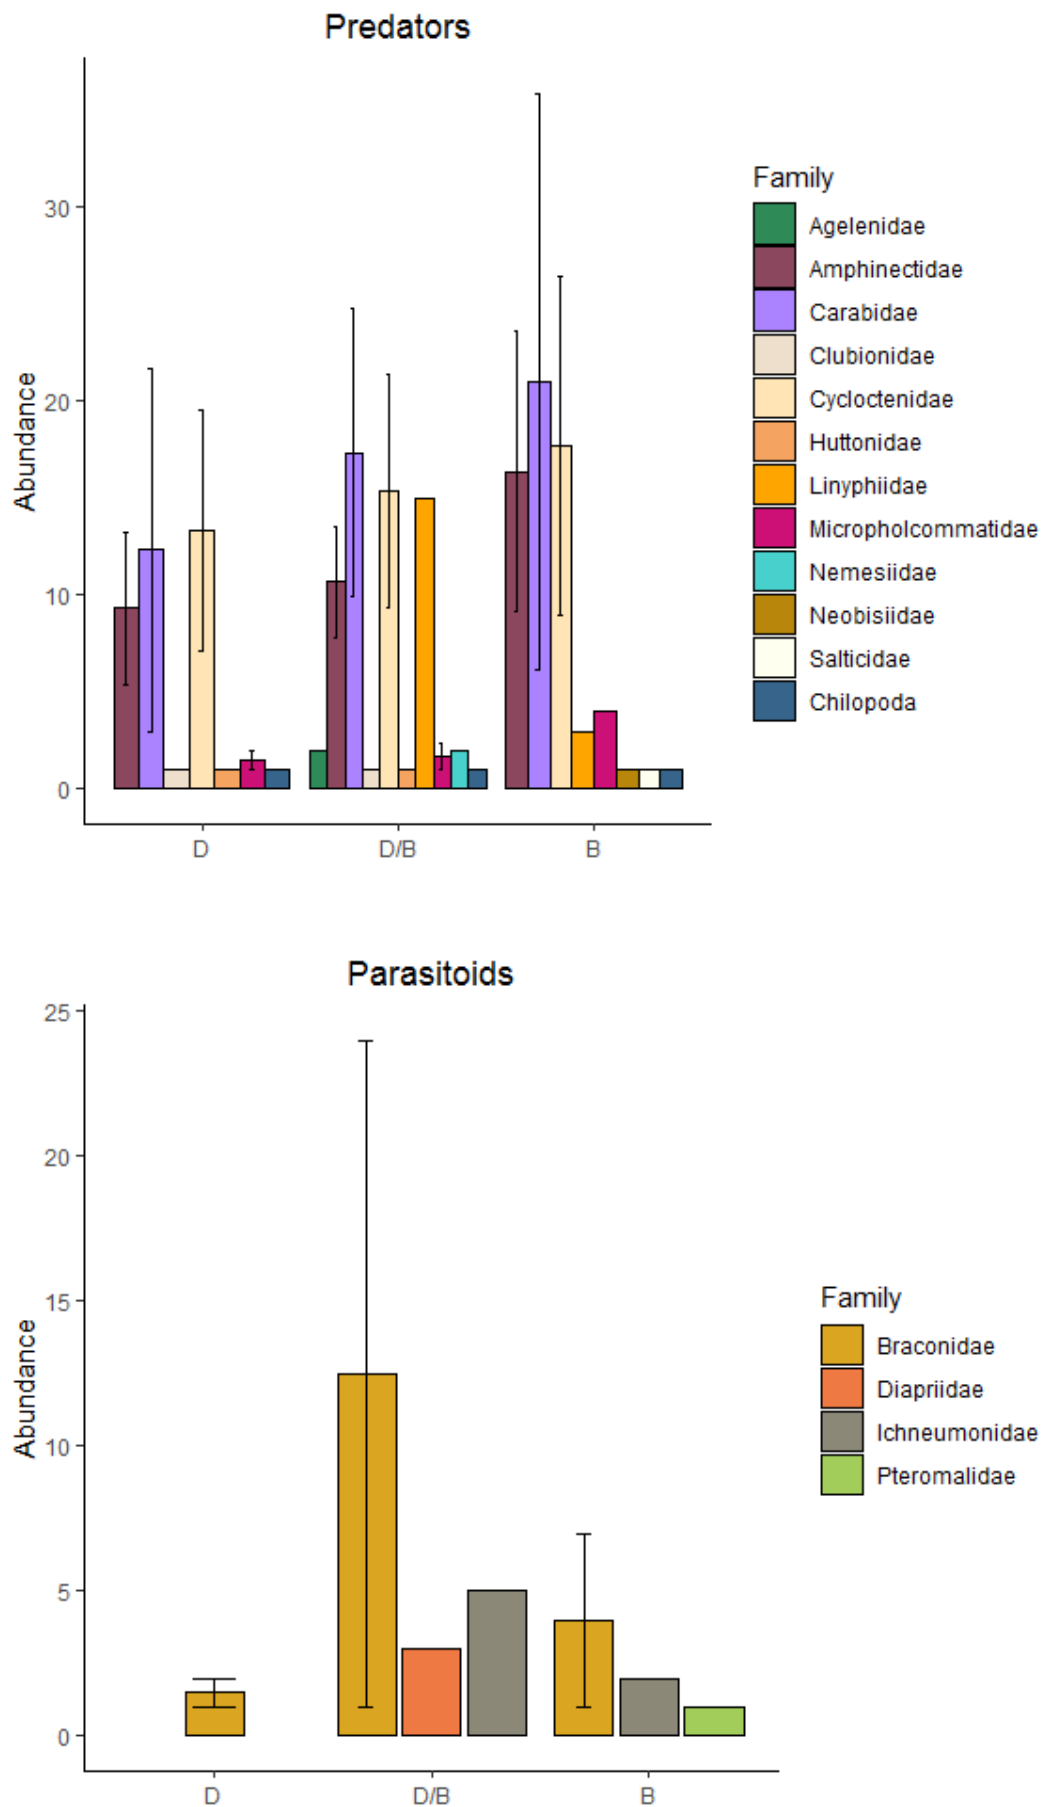 Predators
Abundance
30
20
10
0
D
D/B
B
Family
Agelenidae
Amphinectidae
Carabidae
Clubionidae
Cycloctenidae
Huttonidae
Linyphiidae
Micropholcommatidae
Nemesiidae
Neobisiidae
Salticidae
Chilopoda
Parasitoids
Abundance
25
20
15
10
5
0
D
D/B
B
Family
Braconidae
Diapriidae
Ichneumonidae
Pteromalidae